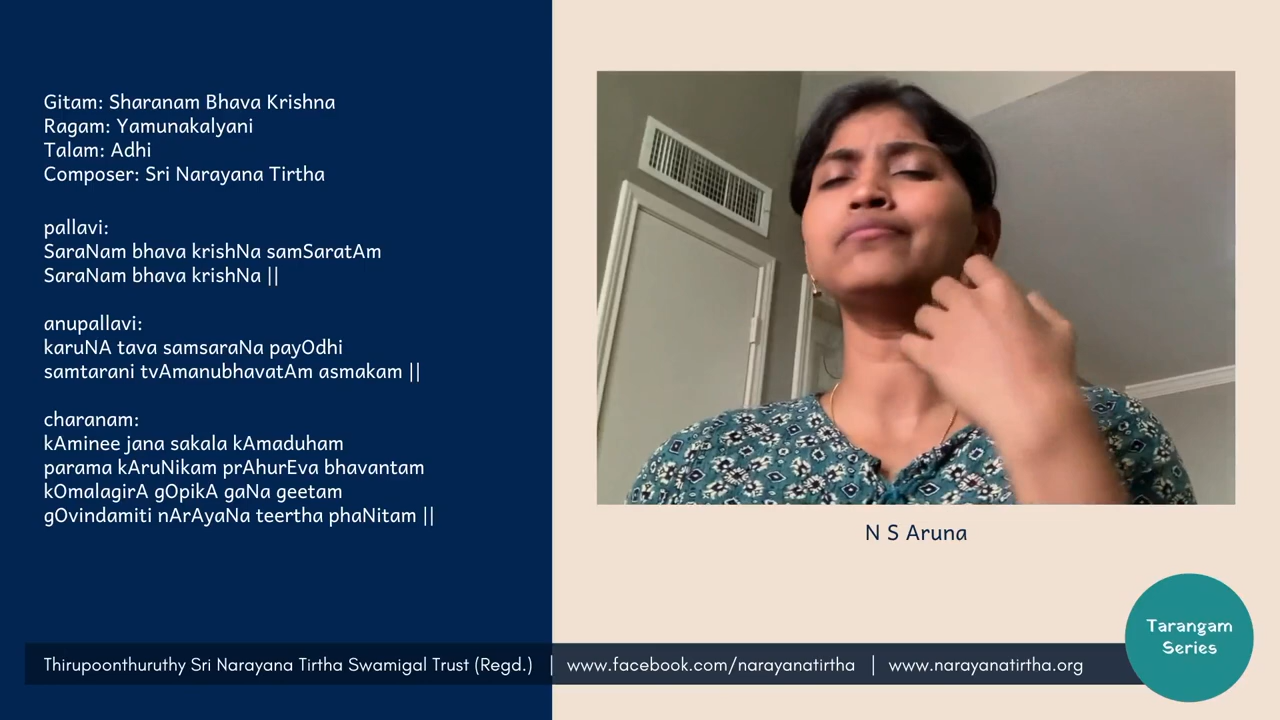 Gitam: Sharanam Bhava Krishna
Ragam: Yamunakalyani
Talam: Adhi
Composer: Sri Narayana Tirtha
pallavi:
SaraNam bhava krishNa samSaratAm
SaraNam bhava krishNa ||
anupallavi:
karuNA tava samsaraNa payOdhi
samtarani tvAmanubhavatAm asmakam ||
charanam:
kAminee jana sakala kAmaduham
parama kAruNikam prAhurEva bhavantam
kOmalagirA gOpikA gaNa geetam
gOvindamiti nArAyaNa teertha phaNitam ||
N S Aruna
Tarangam
Series
Thirupoonthuruthy Sri Narayana Tirtha Swamigal Trust (Regd.) | www.facebook.com/narayanatirtha | www.narayanatirtha.org